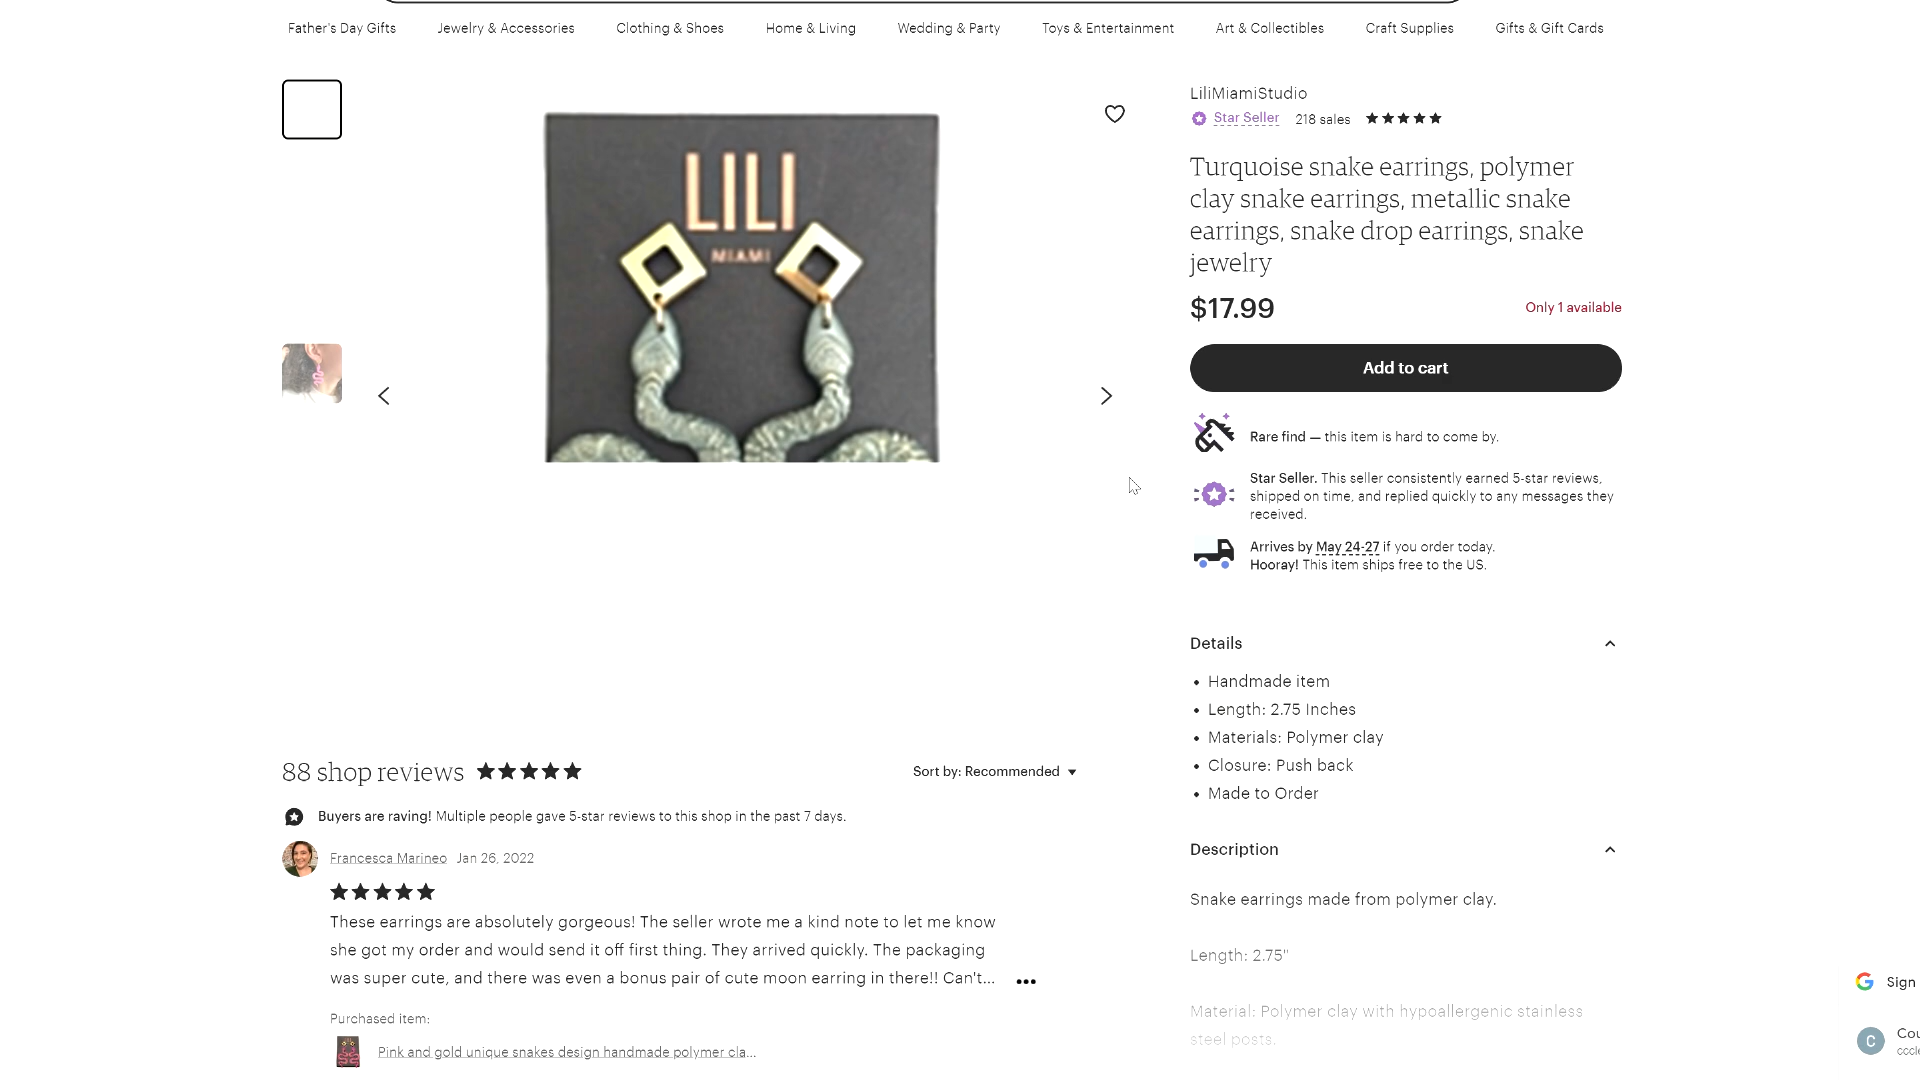 Father's Day Gifts
Jewelry & Accessories
Clothing & Shoes
Home & Living
Wedding & Party
Toys & Entertainment
Art & Collectibles
Craft Supplies
Gifts & Gift Cards
LILI
MIAMI
LiliMiamiStudio
Star Seller 218 sales
Turquoise snake earrings, polymer
clay snake earrings, metallic snake
earrings, snake drop earrings, snake
jewelry
$17.99
Only 1 available
Add to cart
Rare find — this item is hard to come by.
Star Seller. This seller consistently earned 5-star reviews,
shipped on time, and replied quickly to any messages they
received.
Arrives by May 24-27 if you order today.
Hooray! This item ships free to the US.
Details
Handmade item
Length: 2.75 Inches
Materials: Polymer clay
Closure: Push back
Made to Order
Description
Snake earrings made from polymer clay.
Length: 2.75"
Material: Polymer clay with hypoallergenic stainless
steel posts.
88 shop reviews
Sort by: Recommended
Buyers are raving! Multiple people gave 5-star reviews to this shop in the past 7 days.
Francesca Marineo Jan 26, 2022
These earrings are absolutely gorgeous! The seller wrote me a kind note to let me know
she got my order and would send it off first thing. They arrived quickly. The packaging
was super cute, and there was even a bonus pair of cute moon earring in there!! Can't...
Purchased item:
Pink and gold unique snakes design handmade polymer cla...
Sign
C